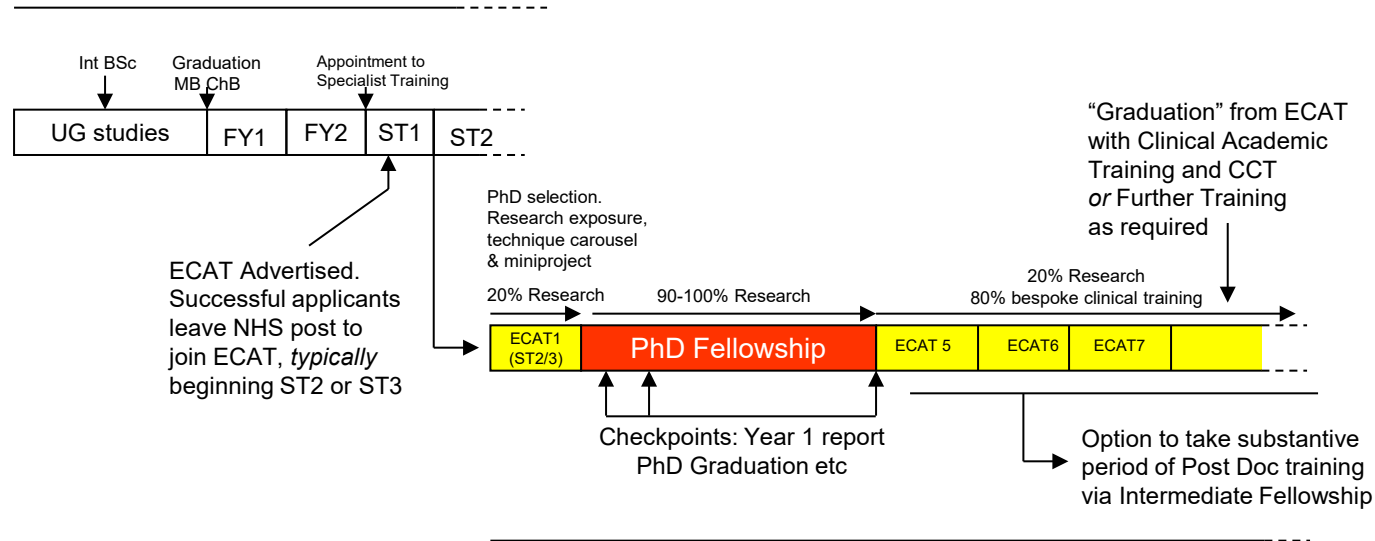 Int BSc
Graduation
MB ChB
Appointment to
Specialist Training
UG studies
FY1
FY2
ST1
ST2
ECAT Advertised.
Successful applicants
leave NHS post to
join ECAT, typically
beginning ST2 or ST3
PhD selection.
Research exposure,
technique carousel
& miniproject
20% Research
90-100% Research
20% Research
80% bespoke clinical training
“Graduation” from ECAT
with Clinical Academic
Training and CCT
or Further Training
as required
ECAT1
(ST2/3)
PhD Fellowship
ECAT 5
ECAT6
ECAT7
Checkpoints: Year 1 report
PhD Graduation etc
Option to take substantive
period of Post Doc training
via Intermediate Fellowship